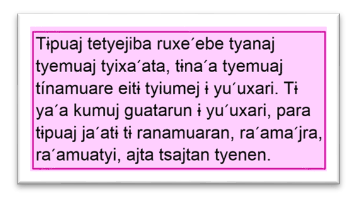 Tɨpuaj tetyejiba ruxe´ebe tyanaj
tyemuaj tyixa´ata, tɨna´a tyemuaj
tínamuare eitɨ tyiumej ɨ yu´uxari. Tɨ
ya´a kumuj guatarun ɨ yu´uxari, para
tɨpuaj ja´atɨ tɨ ranamuaran, ra´ama´jra,
ra´amuatyi, ajta tsajtan tyenen.